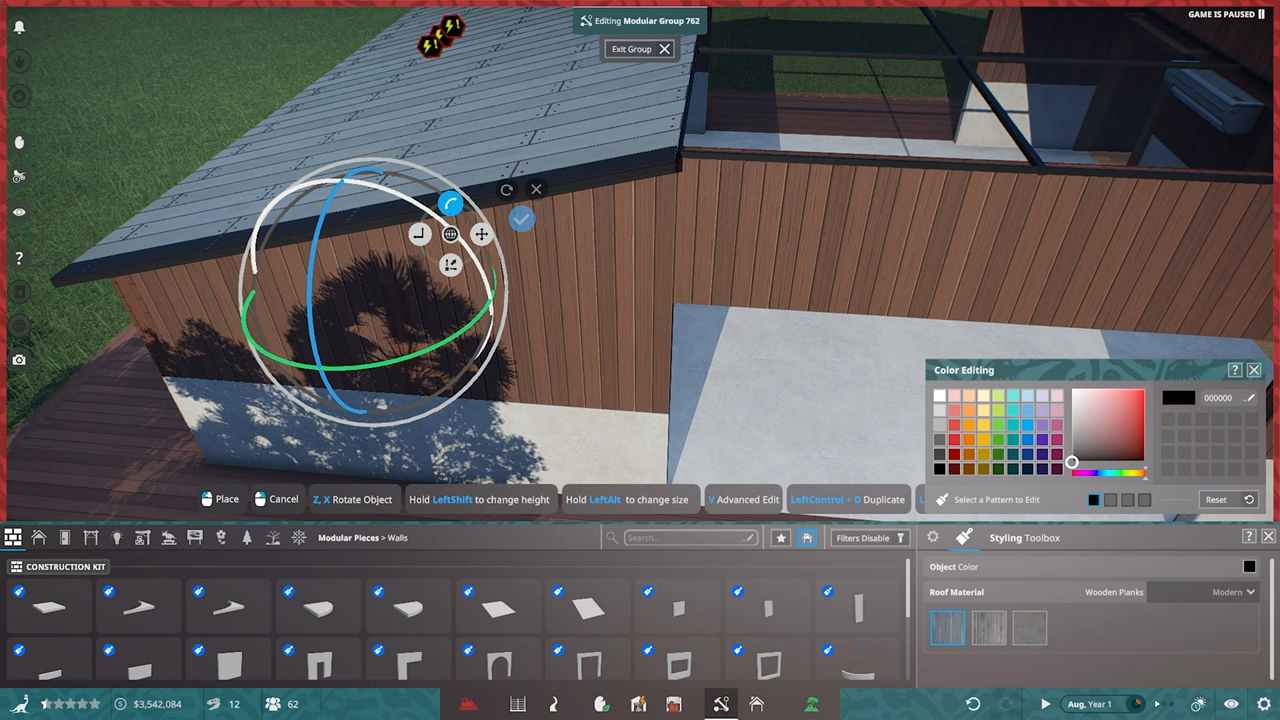 Editing Modular Group 762
GAME IS PAUSED
Exit Group
Color Editing
?
000000
Select a Pattern to Edit
Reset
Place
Cancel
Z, X Rotate Object
Hold LeftShift to change height
Hold LeftAlt to change size
V Advanced Edit
LeftControl + D Duplicate
L
Modular Pieces > Walls
Search...
Filters Disable
Styling Toolbox
?
CONSTRUCTION KIT
Object Color
Roof Material
Wooden Planks
Modern
$3,542,084
12
62
Aug, Year 1